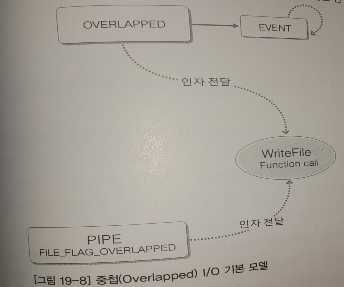 OVERLAPPED
EVENT
인자 전달
WriteFile
Function call
인자 전달
PIPE
FILE_FLAG_OVERLAPPED
[그림 19-8] 중첩(Overlapped) I/O 기본 모델